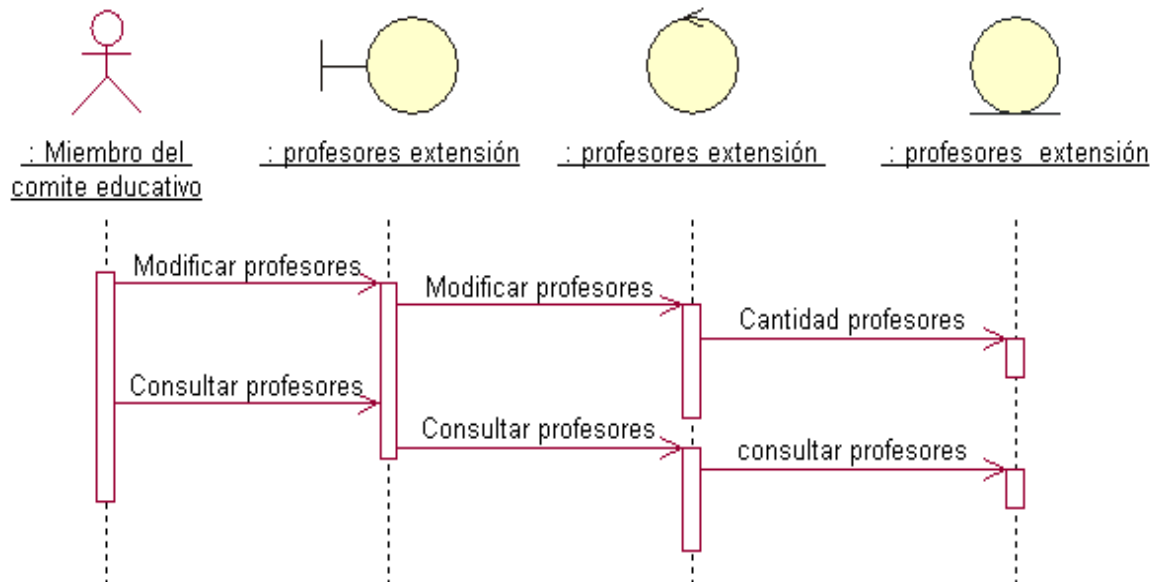 : Miembro del
comite educativo
: profesores extensión
: profesores extensión
: profesores extensión
Modificar profesores
Modificar profesores
Cantidad profesores
Consultar profesores
Consultar profesores
consultar profesores